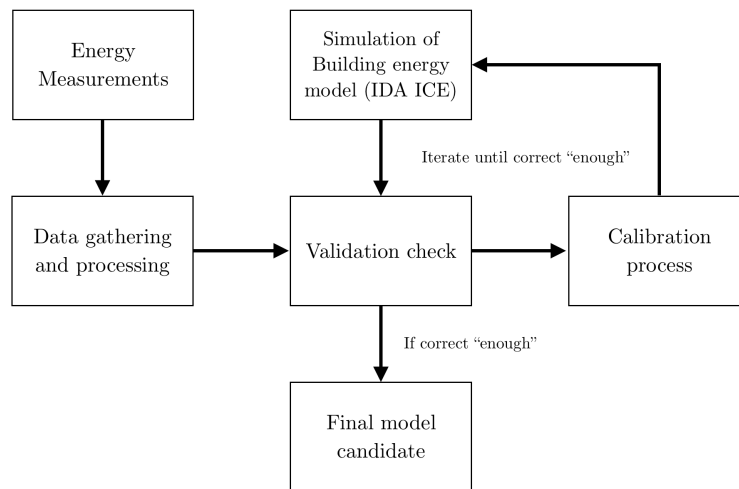 Energy
Measurements
Simulation of
Building energy
model (IDA ICE)
Iterate until correct “enough”
Data gathering
and processing
Validation check
Calibration
process
If correct “enough”
Final model
candidate